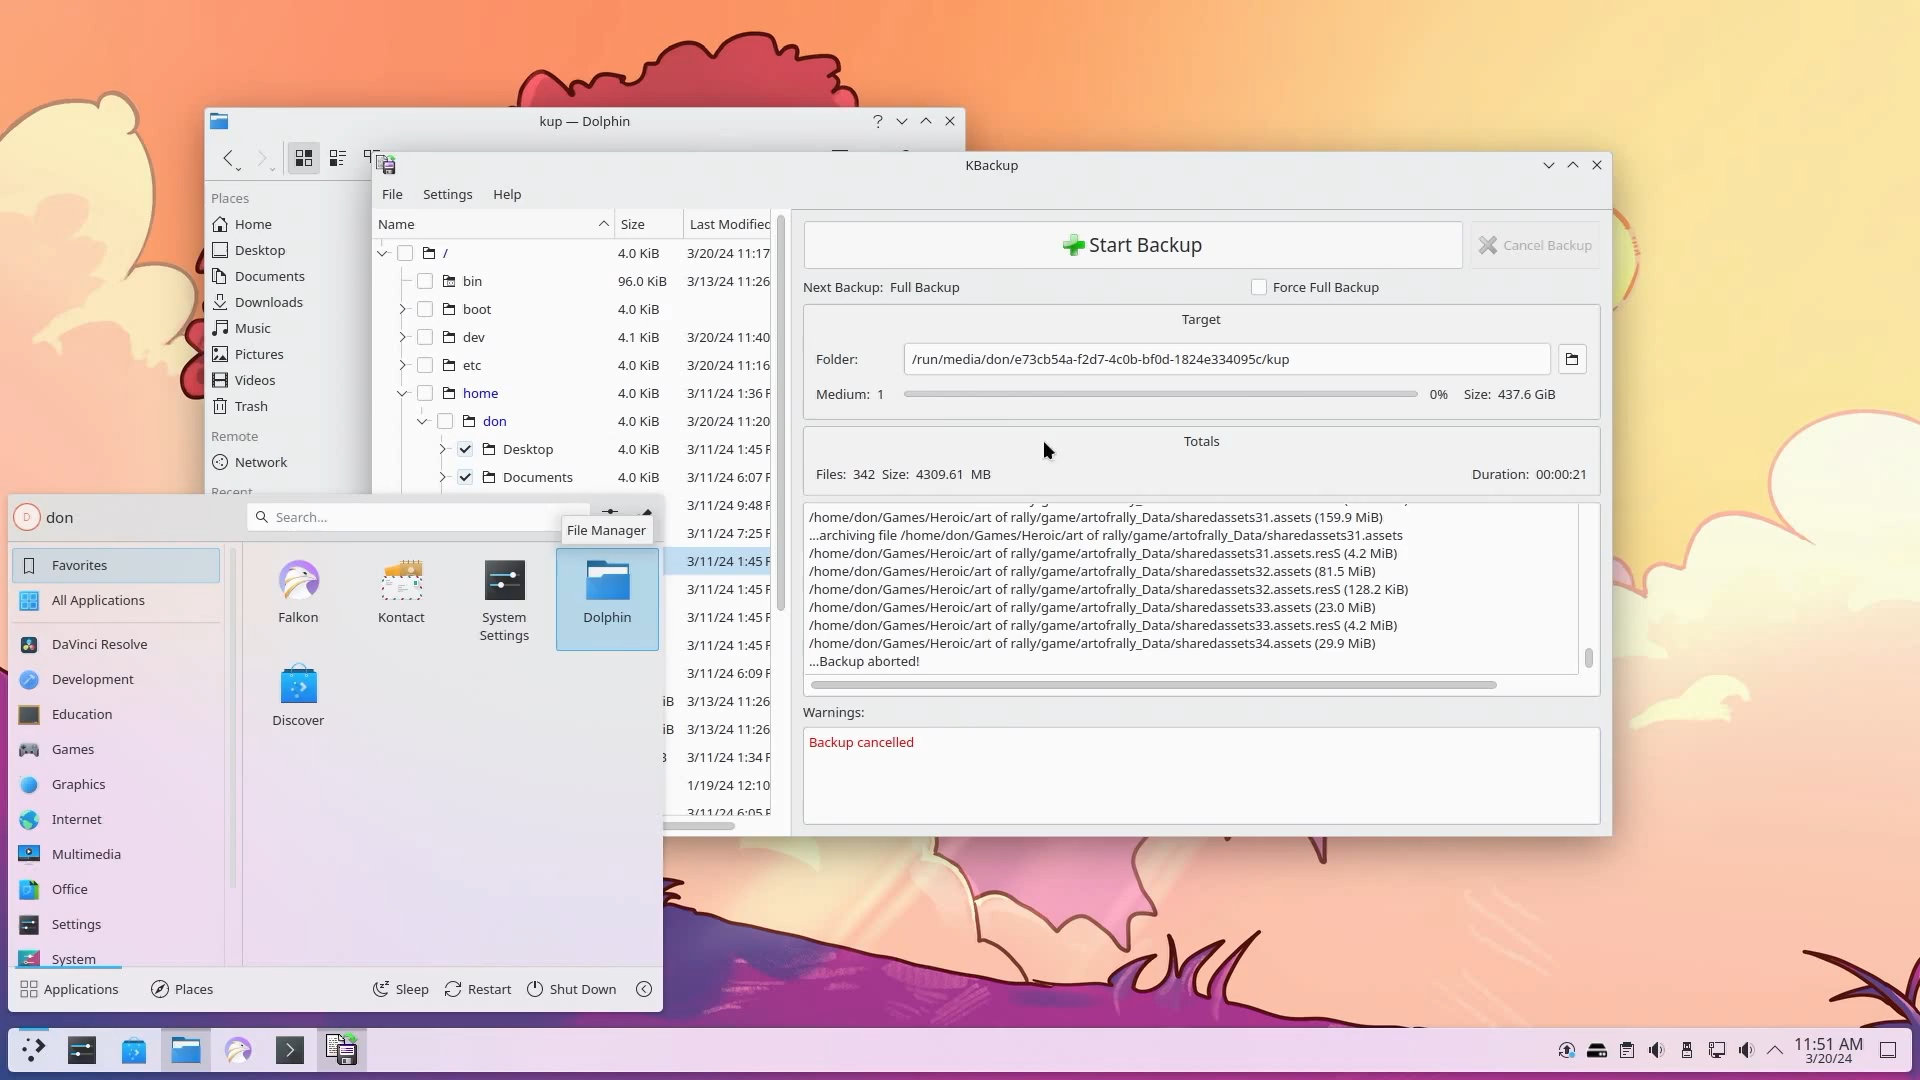 kup — Dolphin
Places
Home
Desktop
Documents
Downloads
Music
Pictures
Videos
Trash
Remote
Network
Recent
KBackup
File Settings Help
Name Size Last Modified
/ 4.0 KiB 3/20/24 11:17
bin 96.0 KiB 3/13/24 11:26
boot 4.0 KiB
dev 4.1 KiB 3/20/24 11:40
etc 4.0 KiB 3/20/24 11:16
home 4.0 KiB 3/11/24 1:36 P
don 4.0 KiB 3/20/24 11:20
Desktop 4.0 KiB 3/11/24 1:45 P
Documents 4.0 KiB 3/11/24 6:07 P
3/11/24 9:48 P
3/11/24 7:25 P
3/11/24 1:45 P
3/11/24 1:45 P
3/11/24 1:45 P
3/11/24 1:45 P
3/11/24 6:09 P
iB 3/13/24 11:26
iB 3/13/24 11:26
3/11/24 1:34 P
1/19/24 12:10
3/11/24 6:05 P
Start Backup
Cancel Backup
Next Backup: Full Backup
Force Full Backup
Target
Folder: /run/media/don/e73cb54a-f2d7-4c0b-bf0d-1824e334095c/kup
Medium: 1 0% Size: 437.6 GiB
Totals
Files: 342 Size: 4309.61 MB Duration: 00:00:21
/home/don/Games/Heroic/art of rally/game/artofrally_Data/sharedassets31.assets (159.9 MiB)
...archiving file /home/don/Games/Heroic/art of rally/game/artofrally_Data/sharedassets31.assets
/home/don/Games/Heroic/art of rally/game/artofrally_Data/sharedassets31.assets.resS (4.2 MiB)
/home/don/Games/Heroic/art of rally/game/artofrally_Data/sharedassets32.assets (81.5 MiB)
/home/don/Games/Heroic/art of rally/game/artofrally_Data/sharedassets32.assets.resS (128.2 KiB)
/home/don/Games/Heroic/art of rally/game/artofrally_Data/sharedassets33.assets (23.0 MiB)
/home/don/Games/Heroic/art of rally/game/artofrally_Data/sharedassets33.assets.resS (4.2 MiB)
/home/don/Games/Heroic/art of rally/game/artofrally_Data/sharedassets34.assets (29.9 MiB)
...Backup aborted!
Warnings:
Backup cancelled
D don
Search...
File Manager
Favorites
All Applications
DaVinci Resolve
Development
Education
Games
Graphics
Internet
Multimedia
Office
Settings
System
Falkon
Kontact
System
Settings
Dolphin
Discover
Applications Places
Sleep Restart Shut Down
11:51 AM
3/20/24